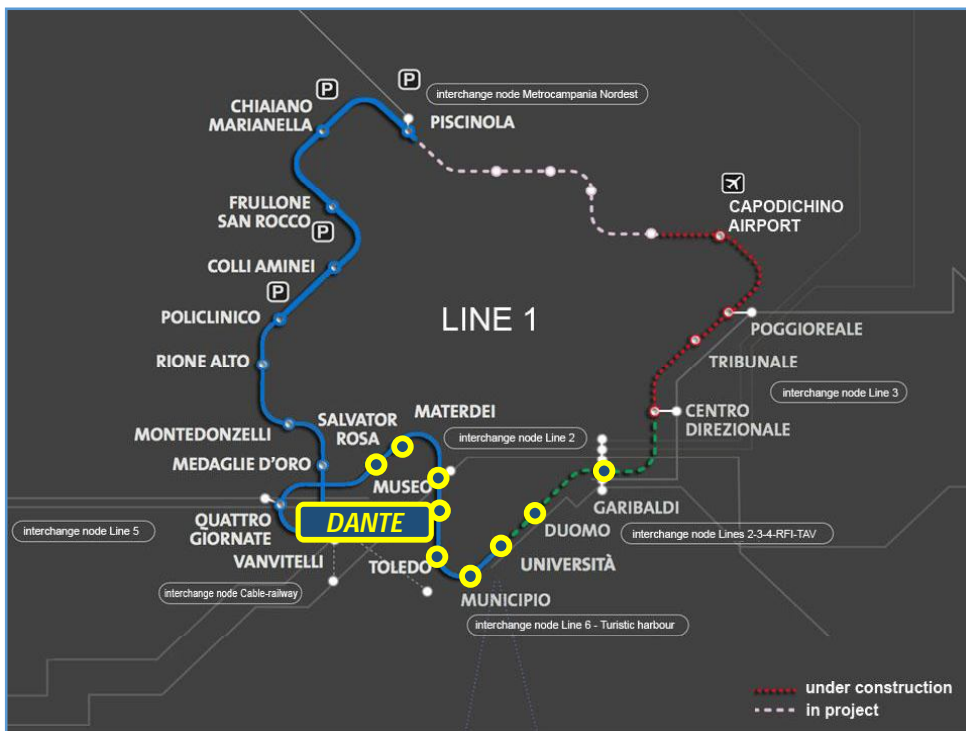 P
P
interchange node Metrocampania Nordest
CHIAIANO
MARIANELLA
PISCINOLA
FRULLONE
SAN ROCCO
P
CAPODICHINO
AIRPORT
COLLI AMINEI
P
POLICLINICO
LINE 1
POGGIOREALE
RIONE ALTO
TRIBUNALE
interchange node Line 3
SALVATOR
ROSA
MATERDEI
CENTRO
DIREZIONALE
MONTEDONZELLI
interchange node Line 2
MEDAGLIE D'ORO
MUSEO
GARIBALDI
QUATTRO
GIORNATE
DANTE
DUOMO
interchange node Line 5
interchange node Lines 2-3-4-RFI-TAV
VANVITELLI
TOLEDO
UNIVERSITÀ
interchange node Cable-railway
MUNICIPIO
interchange node Line 6 - Turistic harbour
under construction
in project